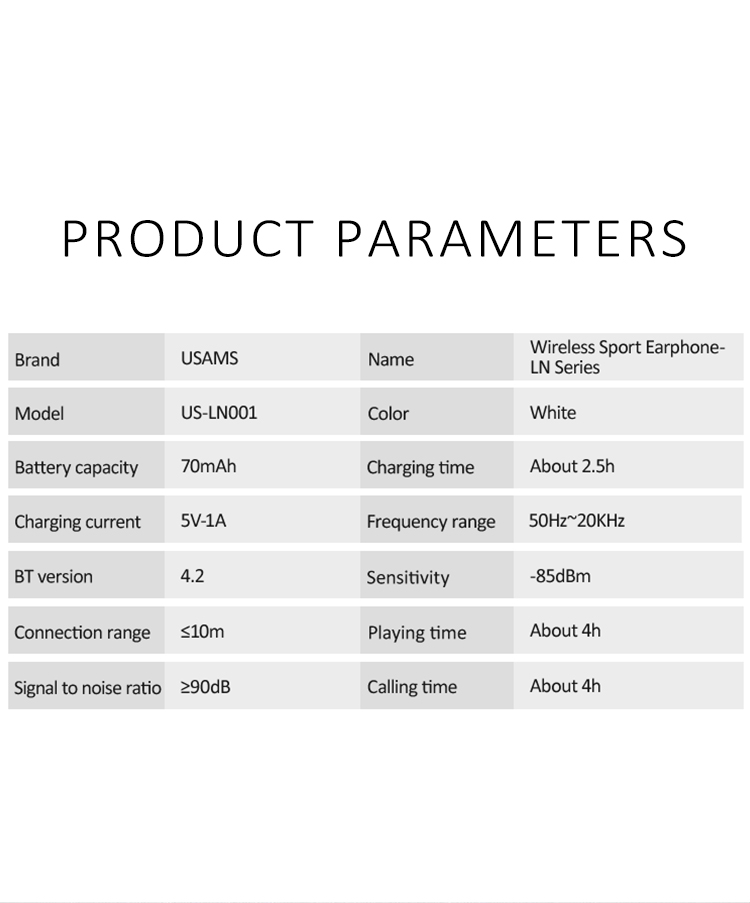 PRODUCT PARAMETERS
Brand USAMS Name Wireless Sport Earphone-
LN Series
Model US-LN001 Color White
Battery capacity 70mAh Charging time About 2.5h
Charging current 5V-1A Frequency range 50Hz~20KHz
BT version 4.2 Sensitivity -85dBm
Connection range ≤10m Playing time About 4h
Signal to noise ratio ≥90dB Calling time About 4h